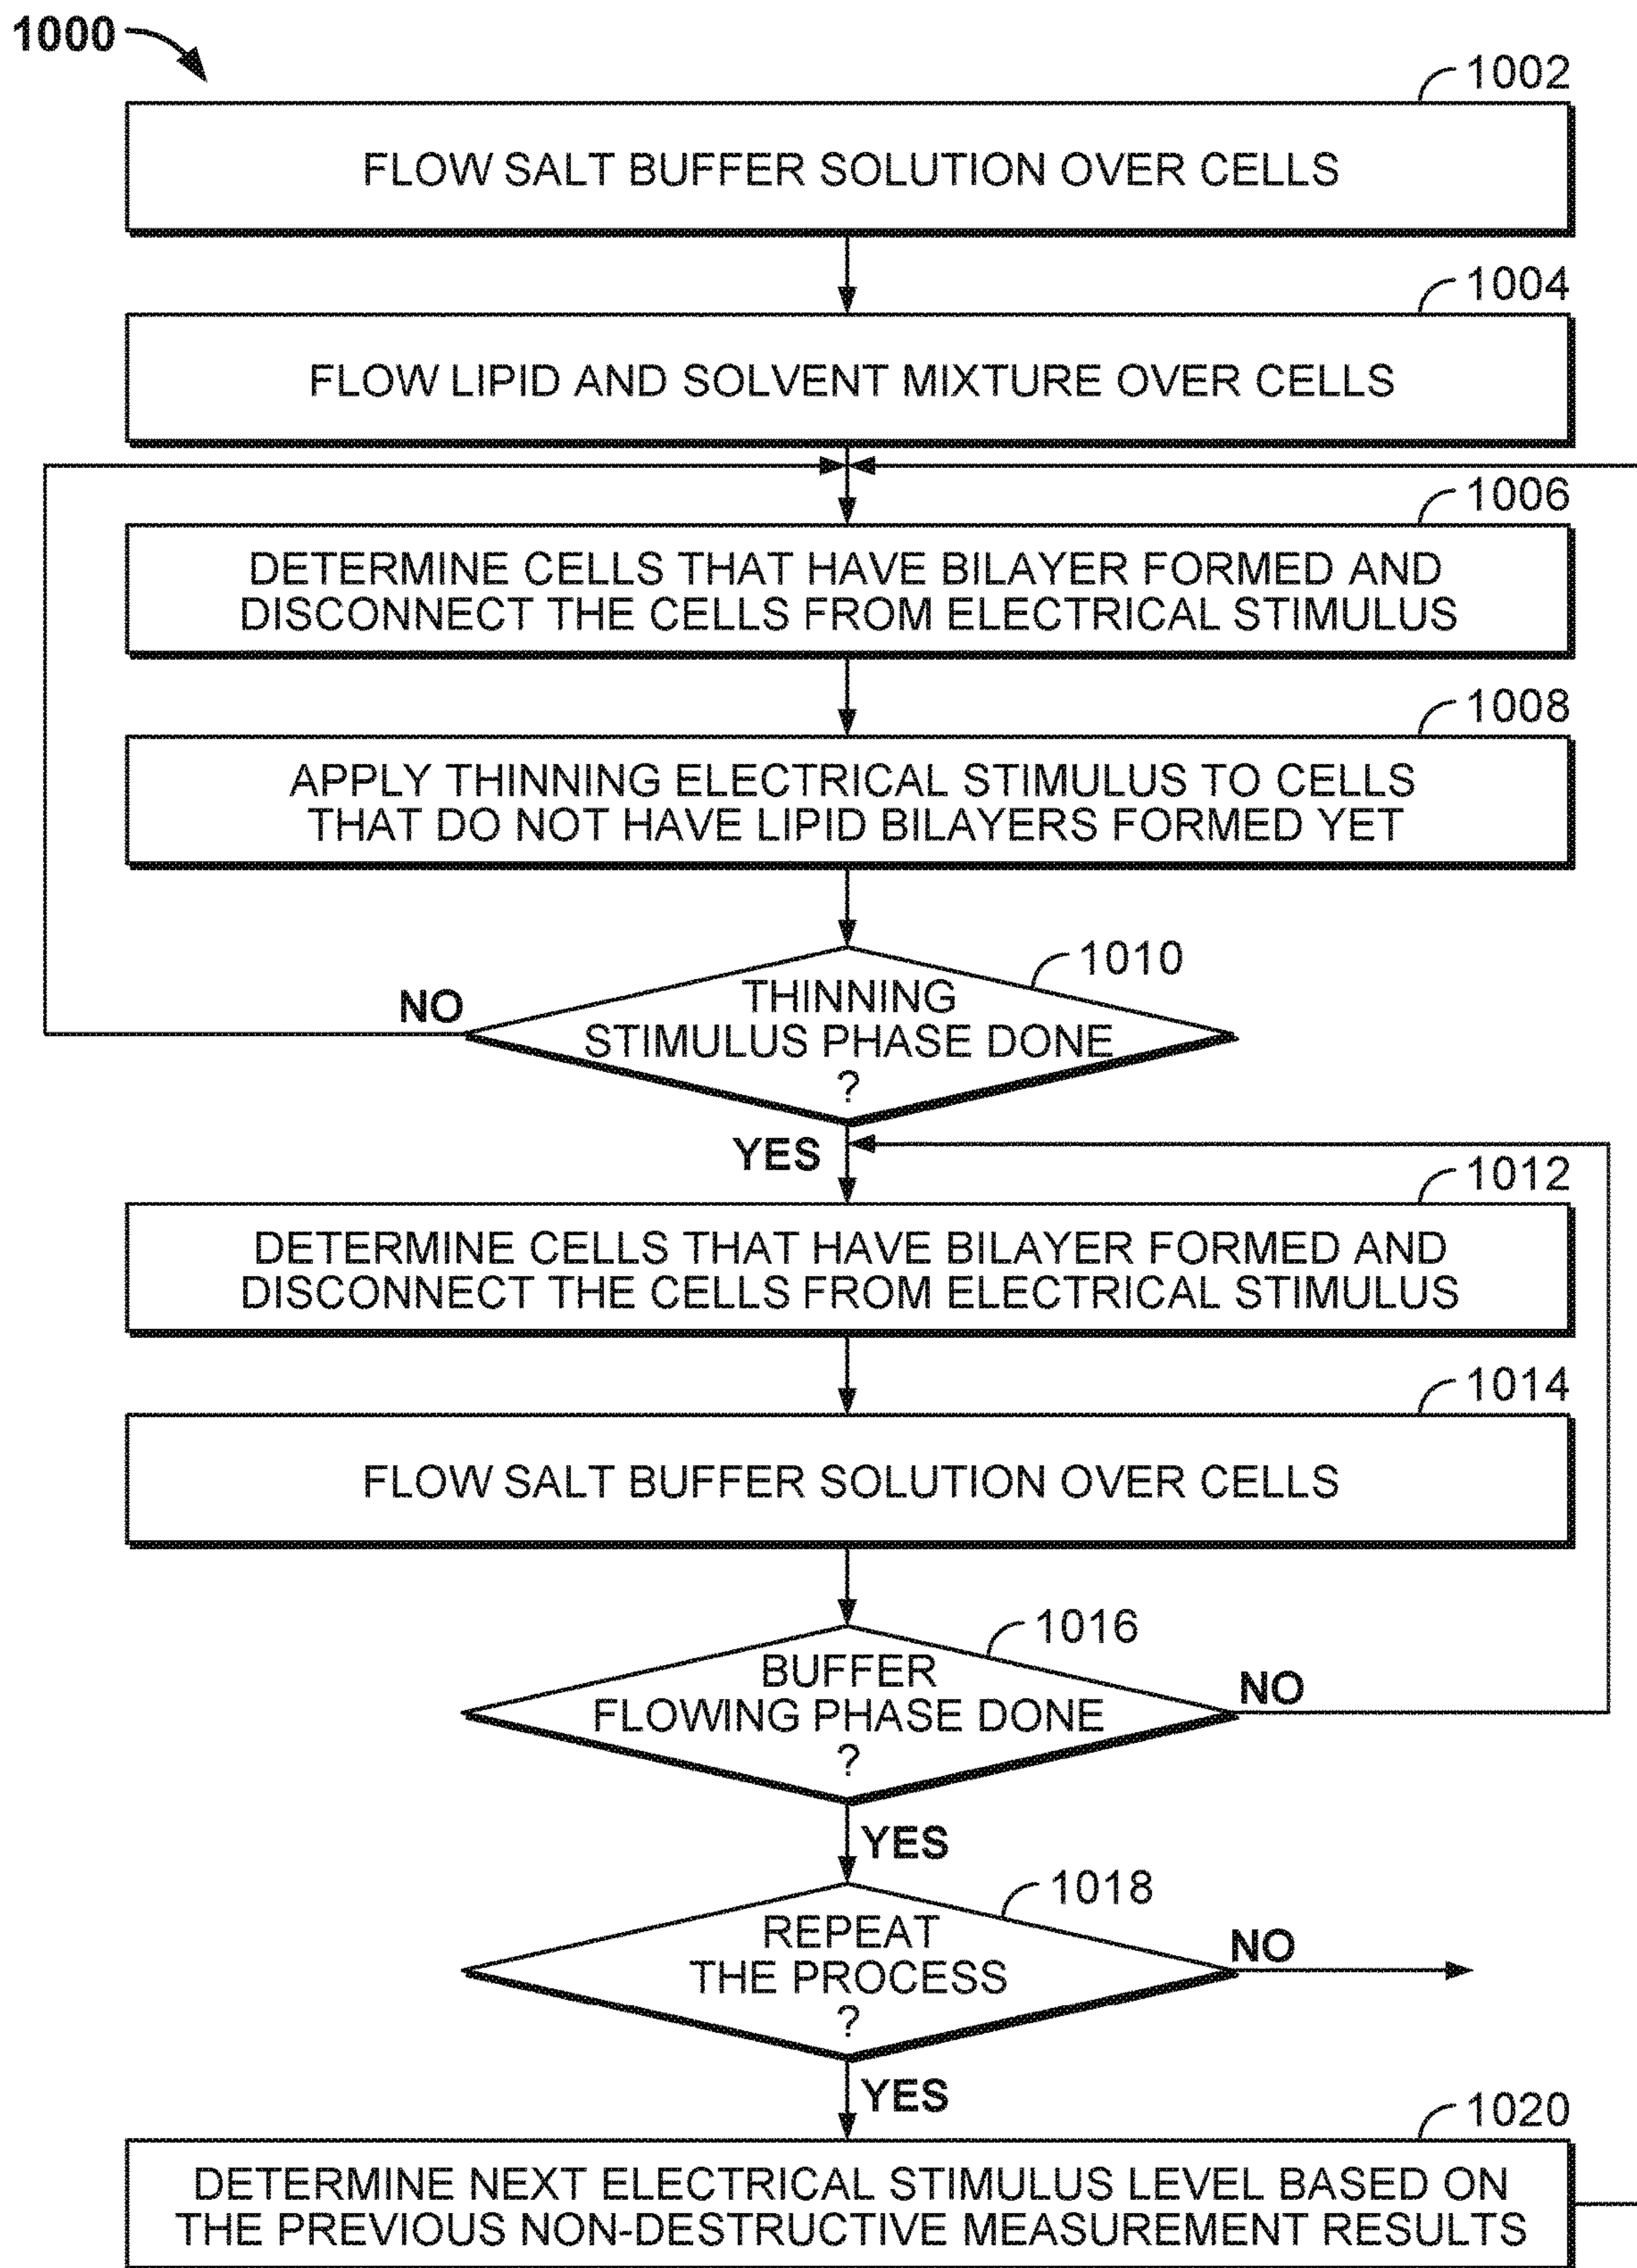 1000
1002
FLOW SALT BUFFER SOLUTION OVER CELLS
1004
FLOW LIPID AND SOLVENT MIXTURE OVER CELLS
1006
DETERMINE CELLS THAT HAVE BILAYER FORMED AND
DISCONNECT THE CELLS FROM ELECTRICAL STIMULUS
1008
APPLY THINNING ELECTRICAL STIMULUS TO CELLS
THAT DO NOT HAVE LIPID BILAYERS FORMED YET
1010
NO
THINNING
STIMULUS PHASE DONE
?
YES
1012
DETERMINE CELLS THAT HAVE BILAYER FORMED AND
DISCONNECT THE CELLS FROM ELECTRICAL STIMULUS
1014
FLOW SALT BUFFER SOLUTION OVER CELLS
1016
BUFFER
FLOWING PHASE DONE
?
NO
YES
1018
REPEAT
THE PROCESS
?
NO
YES
1020
DETERMINE NEXT ELECTRICAL STIMULUS LEVEL BASED ON
THE PREVIOUS NON-DESTRUCTIVE MEASUREMENT RESULTS